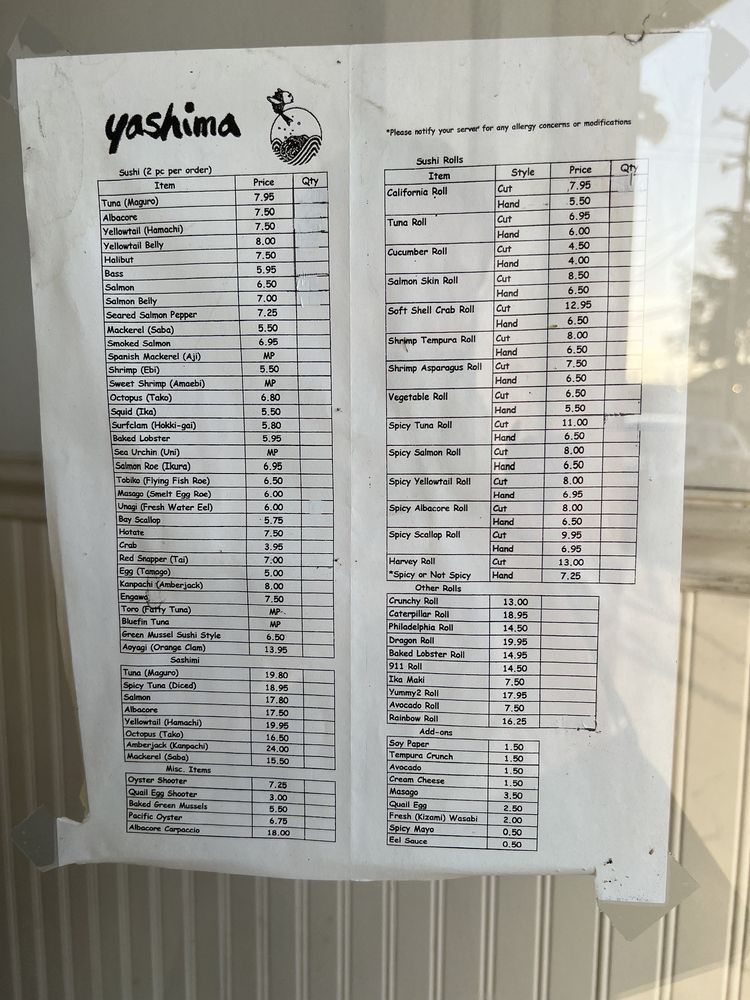 yashima
Sushi (2 pc per order)
Item Price Qty
Tuna (Maguro) 7.95
Albacore 7.50
Yellowtail (Hamachi) 7.50
Yellowtail Belly 8.00
Halibut 7.50
Bass 5.95
Salmon 6.50
Salmon Belly 7.00
Seared Salmon Pepper 7.25
Mackerel (Saba) 5.50
Smoked Salmon 6.95
Spanish Mackerel (Aji) MP
Shrimp (Ebi) 5.50
Sweet Shrimp (Amaebi) MP
Octopus (Tako) 6.80
Squid (Ika) 5.50
Surfclam (Hokki-gai) 5.80
Baked Lobster 5.95
Sea Urchin (Uni) MP
Salmon Roe (Ikura) 6.95
Tobiko (Flying Fish Roe) 6.50
Masago (Smelt Egg Roe) 6.00
Unagi (Fresh Water Eel) 6.00
Bay Scallop 5.75
Hotate 7.50
Crab 3.95
Red Snapper (Tai) 7.00
Egg (Tamago) 5.00
Kanpachi (Amberjack) 8.00
Engawa 7.50
Toro (Fatty Tuna) MP
Bluefin Tuna MP
Green Mussel Sushi Style 6.50
Aoyagi (Orange Clam) 13.95
Sashimi
Tuna (Maguro) 19.80
Spicy Tuna (Diced) 18.95
Salmon 17.80
Albacore 17.50
Yellowtail (Hamachi) 19.95
Octopus (Tako) 16.50
Amberjack (Kanpachi) 24.00
Mackerel (Saba) 15.50
Misc. Items
Oyster Shooter 7.25
Quail Egg Shooter 3.00
Baked Green Mussels 5.50
Pacific Oyster 6.75
Albacore Carpaccio 18.00
*Please notify your server for any allergy concerns or modifications
Sushi Rolls
Item Style Price Qty
California Roll Cut 7.95
Hand 5.50
Tuna Roll Cut 6.95
Hand 6.00
Cucumber Roll Cut 4.50
Hand 4.00
Salmon Skin Roll Cut 8.50
Hand 6.50
Soft Shell Crab Roll Cut 12.95
Hand 6.50
Shrimp Tempura Roll Cut 8.00
Hand 6.50
Shrimp Asparagus Roll Cut 7.50
Hand 6.50
Vegetable Roll Cut 6.50
Hand 5.50
Spicy Tuna Roll Cut 11.00
Hand 6.50
Spicy Salmon Roll Cut 8.00
Hand 6.50
Spicy Yellowtail Roll Cut 8.00
Hand 6.95
Spicy Albacore Roll Cut 8.00
Hand 6.50
Spicy Scallop Roll Cut 9.95
Hand 6.95
Harvey Roll Cut 13.00
*Spicy or Not Spicy Hand 7.25
Other Rolls
Crunchy Roll 13.00
Caterpillar Roll 18.95
Philadelphia Roll 14.50
Dragon Roll 19.95
Baked Lobster Roll 14.95
911 Roll 14.50
Ika Maki 7.50
Yummy2 Roll 17.95
Avocado Roll 7.50
Rainbow Roll 16.25
Add-ons
Soy Paper 1.50
Tempura Crunch 1.50
Avocado 1.50
Cream Cheese 1.50
Masago 3.50
Quail Egg 2.50
Fresh (Kizami) Wasabi 2.00
Spicy Mayo 0.50
Eel Sauce 0.50